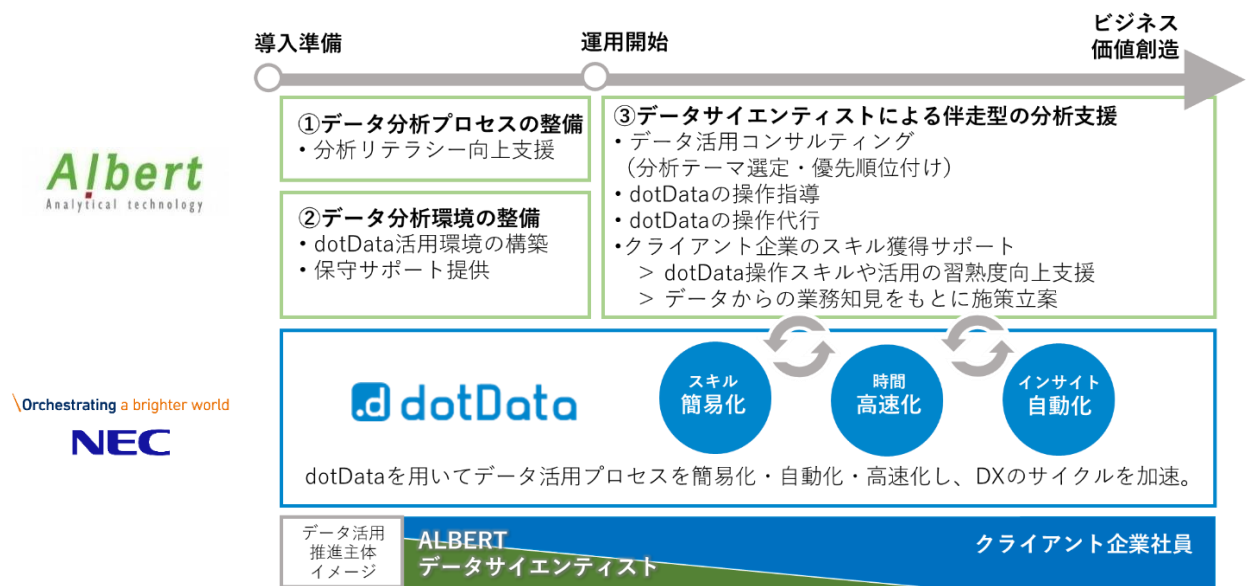 導入準備
運用開始
ビジネス
価値創造
Albert
Analytical technology
①データ分析プロセスの整備
・分析リテラシー向上支援
②データ分析環境の整備
・dotData活用環境の構築
・保守サポート提供
③データサイエンティストによる伴走型の分析支援
・データ活用コンサルティング
（分析テーマ選定・優先順位付け）
・dotDataの操作指導
・dotDataの操作代行
・クライアント企業のスキル獲得サポート
> dotData操作スキルや活用の習熟度向上支援
> データからの業務知見をもとに施策立案
\Orchestrating a brighter world
NEC
.d dotData
スキル
簡易化
時間
高速化
インサイト
自動化
dotDataを用いてデータ活用プロセスを簡易化・自動化・高速化し、DXのサイクルを加速。
データ活用
推進主体
イメージ
ALBERT
データサイエンティスト
クライアント企業社員